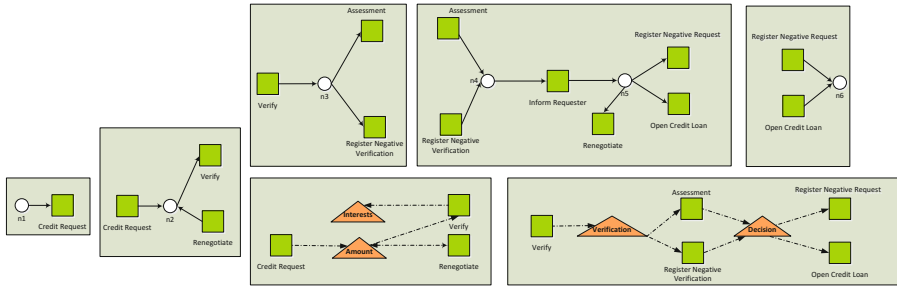 n1
Credit Request
Credit Request
n2
Verify
Renegotiate
Assessment
Verify
n3
Register Negative
Verification
Assessment
n4
Register Negative
Verification
Inform Requester
n5
Register Negative Request
Open Credit Loan
Renegotiate
Register Negative Request
n6
Open Credit Loan
Interests
Verify
Credit Request
Amount
Renegotiate
Verify
Verification
Assessment
Register Negative
Verification
Decision
Register Negative Request
Open Credit Loan